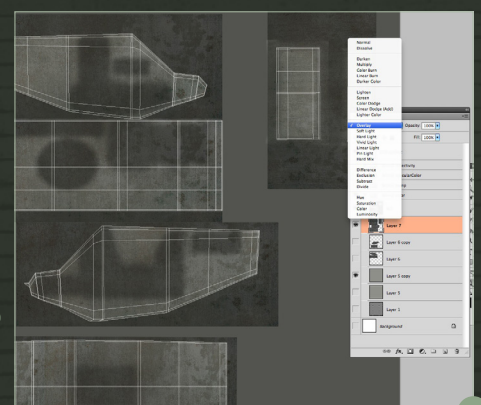 Normal
Dissolve
Darken
Multiply
Color Burn
Linear Burn
Darker Color
Lighten
Screen
Color Dodge
Linear Dodge (Add)
Lighter Color
Overlay
Soft Light
Hard Light
Vivid Light
Linear Light
Pin Light
Hard Mix
Difference
Exclusion
Subtract
Divide
Hue
Saturation
Color
Luminosity
Opacity: 100%
Fill: 100%
Layer 7
Layer 8 copy
Layer 6
Layer 5 copy
Layer 5
Layer 1
Background
fx